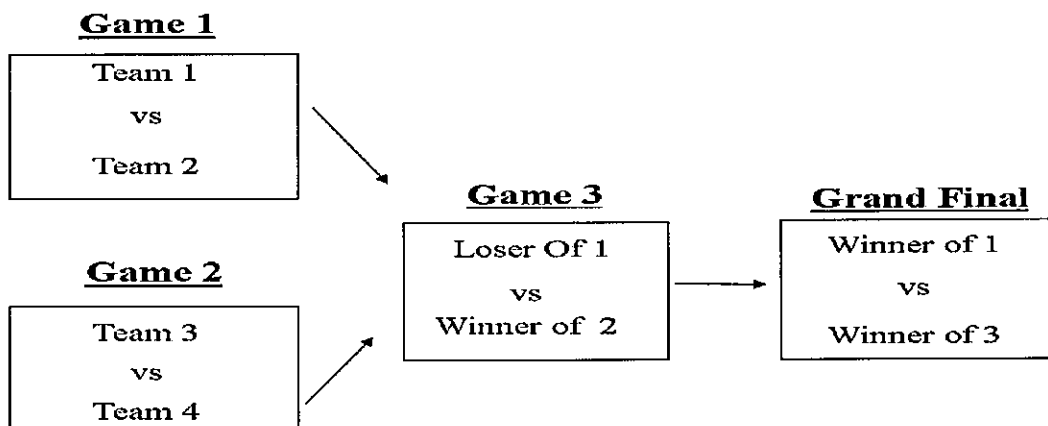 Game 1
Team 1
vs
Team 2
Game 2
Team 3
vs
Team 4
Game 3
Loser Of 1
vs
Winner of 2
Grand Final
Winner of 1
vs
Winner of 3